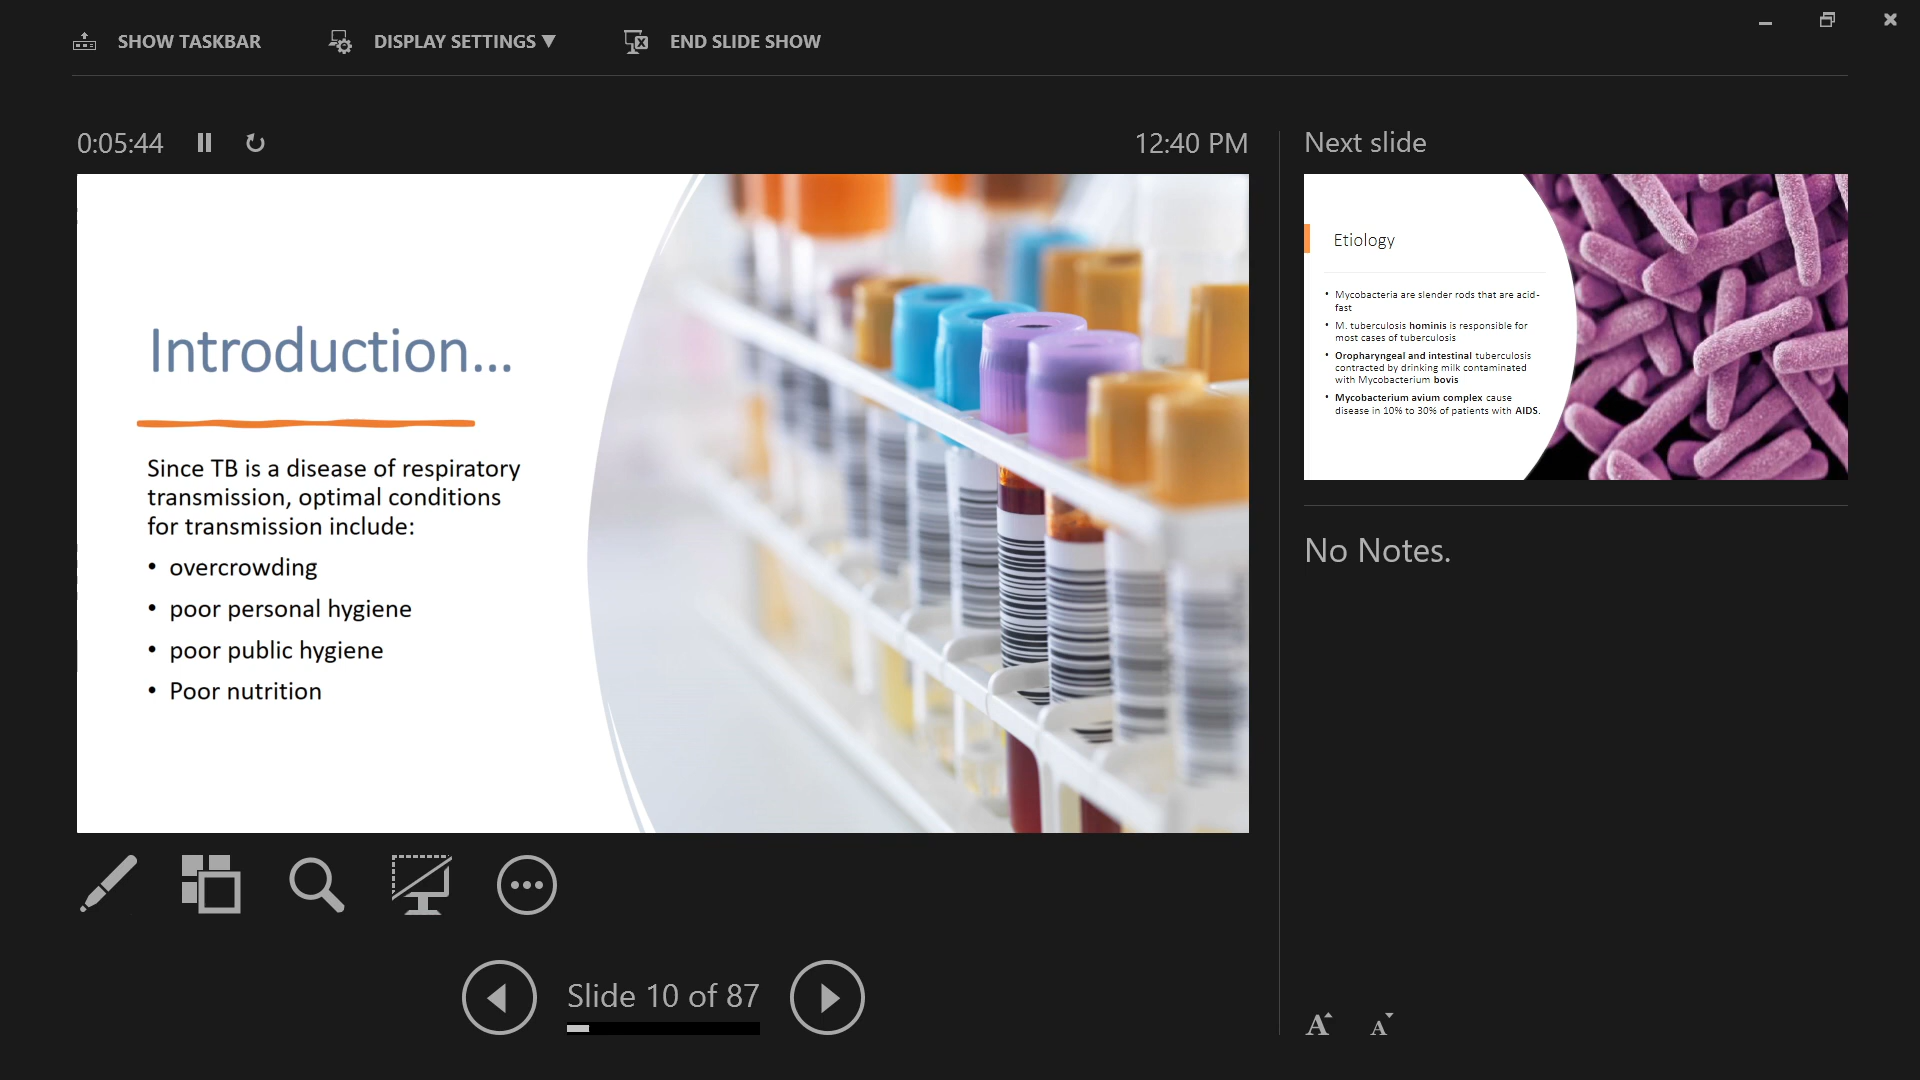 SHOW TASKBAR
DISPLAY SETTINGS ▼
END SLIDE SHOW
0:05:44
12:40 PM
Introduction...
Since TB is a disease of respiratory
transmission, optimal conditions
for transmission include:
• overcrowding
• poor personal hygiene
• poor public hygiene
• Poor nutrition
Slide 10 of 87
Next slide
Etiology
• Mycobacteria are slender rods that are acid-
fast
• M. tuberculosis hominis is responsible for
most cases of tuberculosis
• Oropharyngeal and intestinal tuberculosis
contracted by drinking milk contaminated
with Mycobacterium bovis
• Mycobacterium avium complex cause
disease in 10% to 30% of patients with AIDS.
No Notes.
A
A